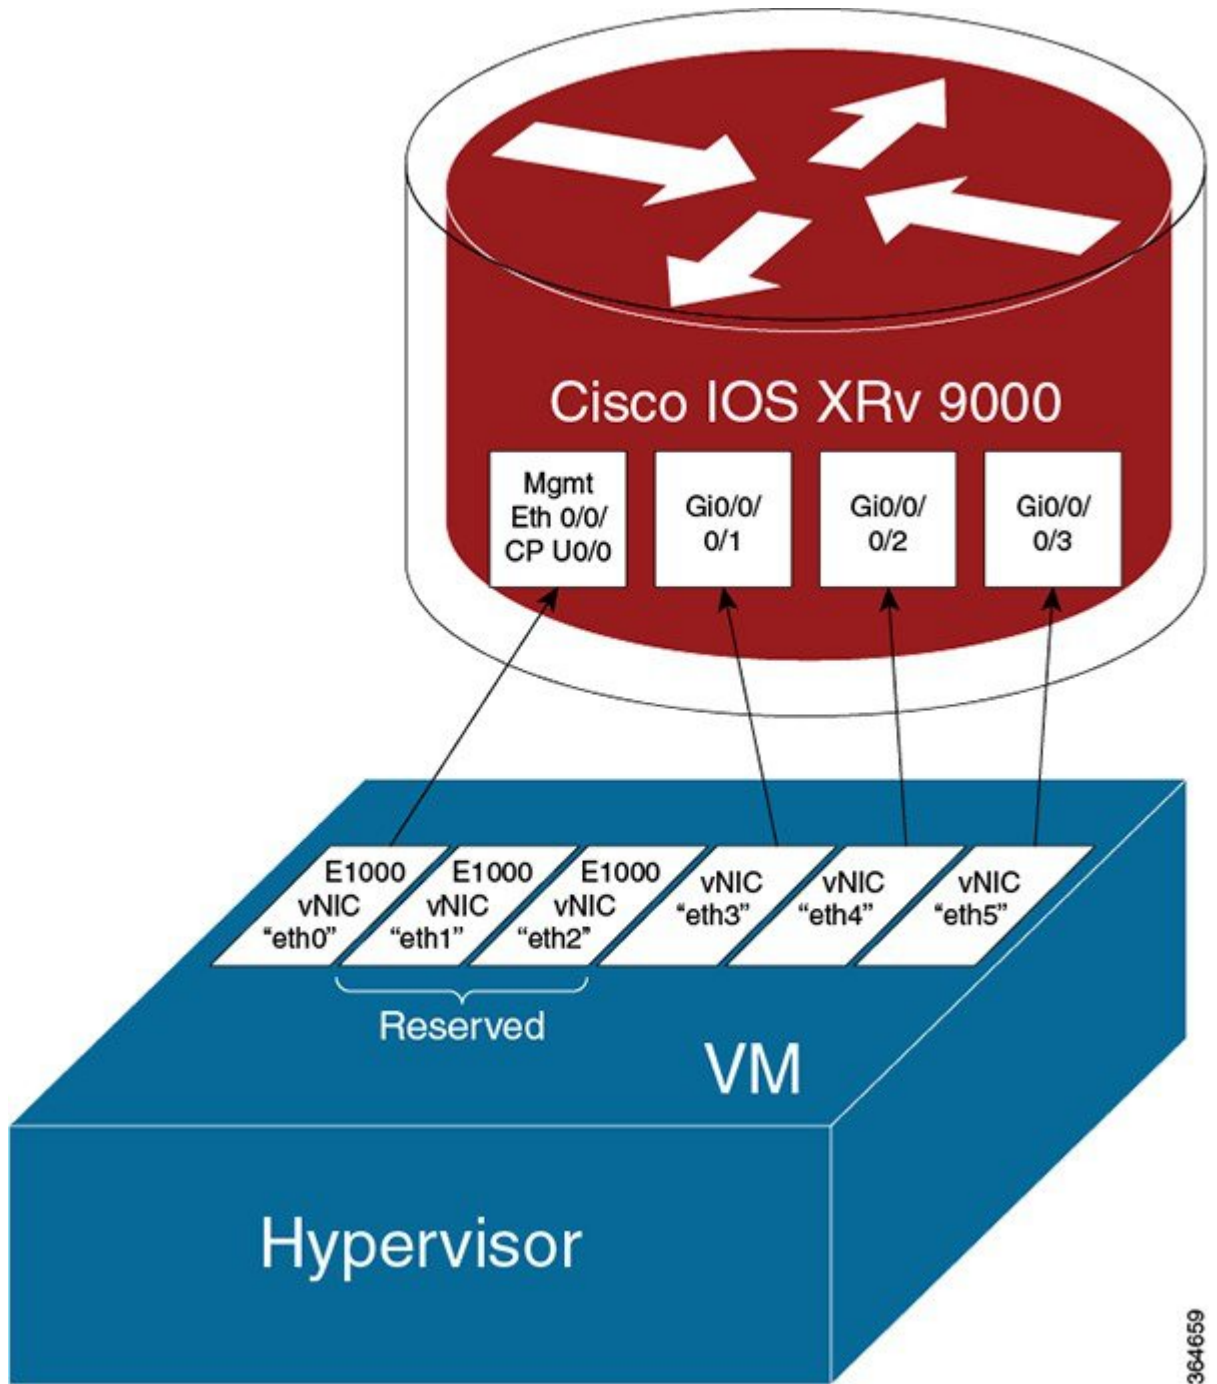 Cisco IOS XRv 9000
Mgmt
Eth 0/0/
CP U0/0
Gi0/0/
0/1
Gi0/0/
0/2
Gi0/0/
0/3
E1000
vNIC
“eth0”
E1000
vNIC
“eth1”
E1000
vNIC
“eth2”
vNIC
“eth3”
vNIC
“eth4”
vNIC
“eth5”
Reserved
VM
Hypervisor
364659